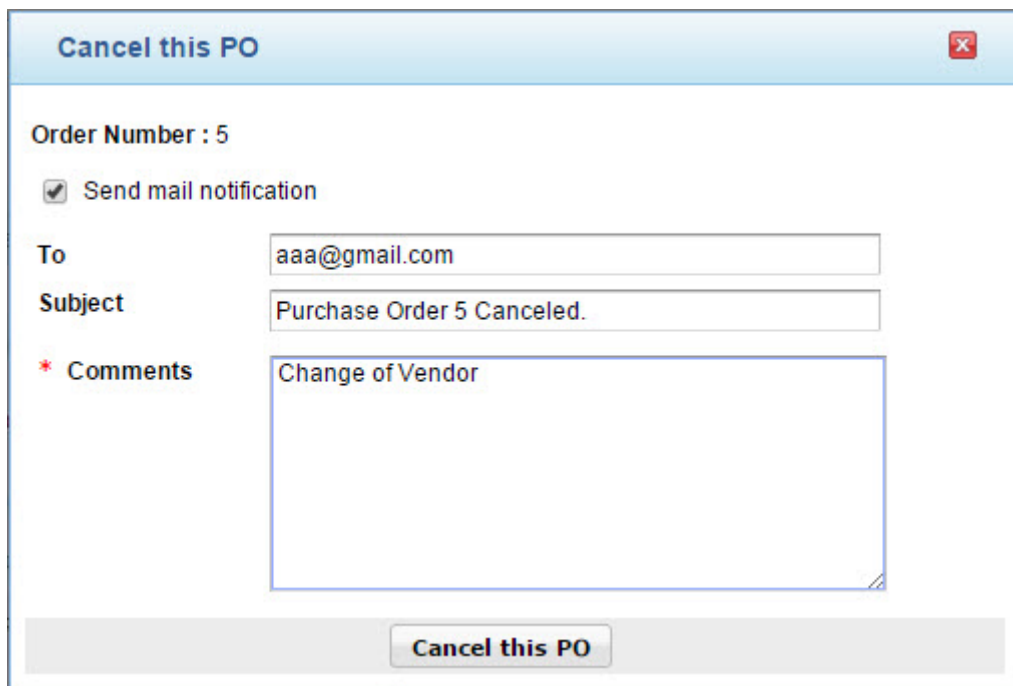 Cancel this PO
Order Number : 5
Send mail notification
To aaa@gmail.com
Subject Purchase Order 5 Canceled.
* Comments Change of Vendor
Cancel this PO